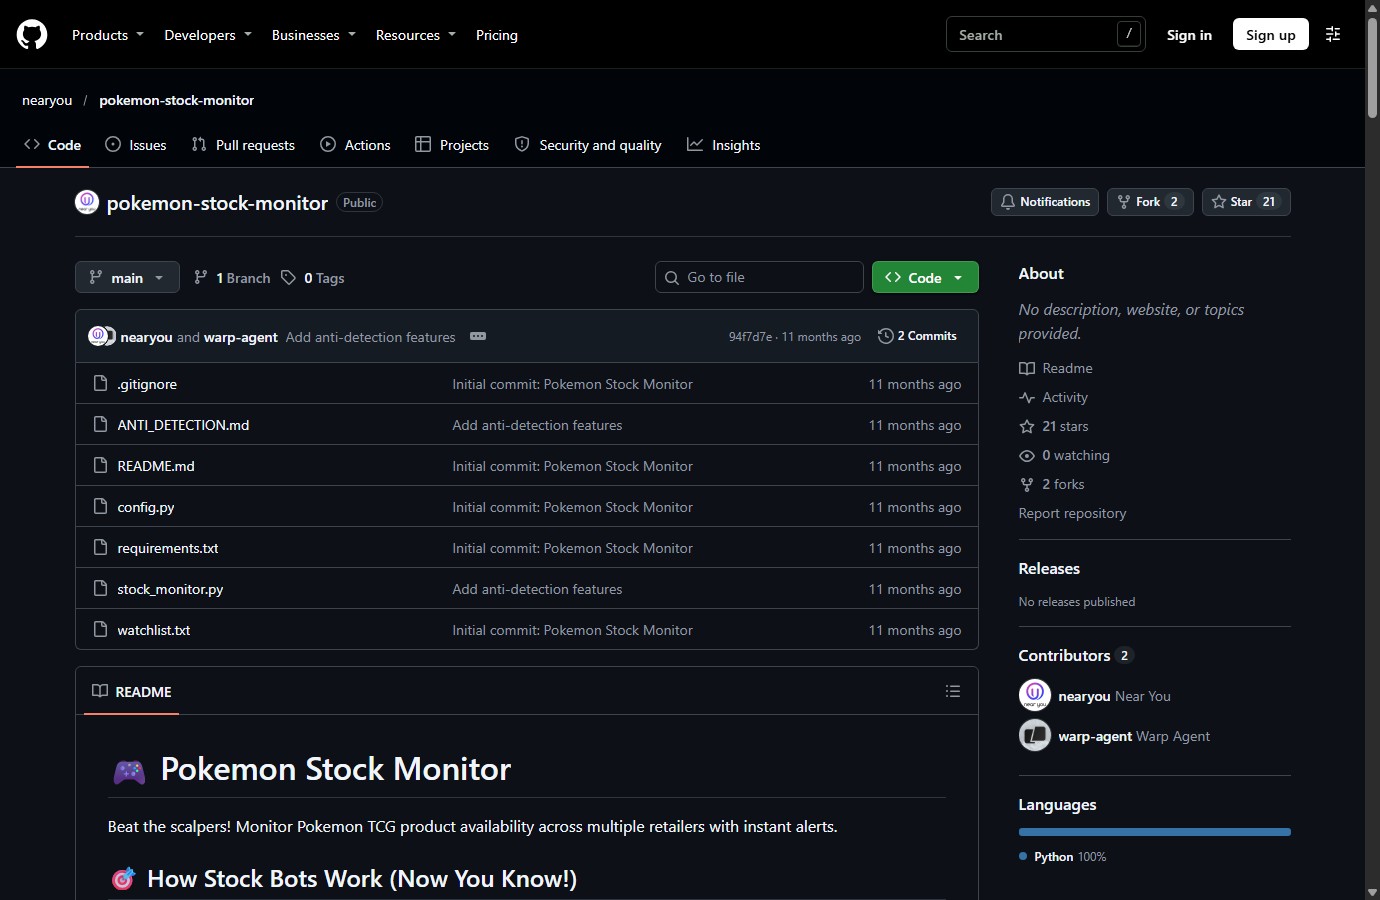 Products Developers Businesses Resources Pricing Search / Sign in Sign up
nearyou / pokemon-stock-monitor
Code Issues Pull requests Actions Projects Security and quality Insights
pokemon-stock-monitor Public Notifications Fork 2 Star 21
main 1 Branch 0 Tags Go to file Code
nearyou and warp-agent Add anti-detection features 94f7d7e · 11 months ago 2 Commits
.gitignore Initial commit: Pokemon Stock Monitor 11 months ago
ANTI_DETECTION.md Add anti-detection features 11 months ago
README.md Initial commit: Pokemon Stock Monitor 11 months ago
config.py Initial commit: Pokemon Stock Monitor 11 months ago
requirements.txt Initial commit: Pokemon Stock Monitor 11 months ago
stock_monitor.py Add anti-detection features 11 months ago
watchlist.txt Initial commit: Pokemon Stock Monitor 11 months ago
README
Pokemon Stock Monitor
Beat the scalpers! Monitor Pokemon TCG product availability across multiple retailers with instant alerts.
How Stock Bots Work (Now You Know!)
About
No description, website, or topics
provided.
Readme
Activity
21 stars
0 watching
2 forks
Report repository
Releases
No releases published
Contributors 2
nearyou Near You
warp-agent Warp Agent
Languages
Python 100%